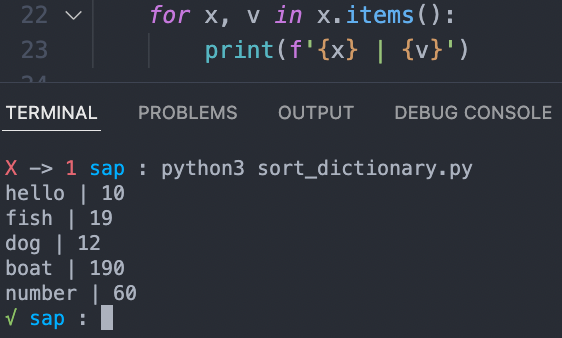 22 for x, v in x.items():
23 print(f'{x} | {v}')
TERMINAL PROBLEMS OUTPUT DEBUG CONSOLE
X -> 1 sap : python3 sort_dictionary.py
hello | 10
fish | 19
dog | 12
boat | 190
number | 60
√ sap :